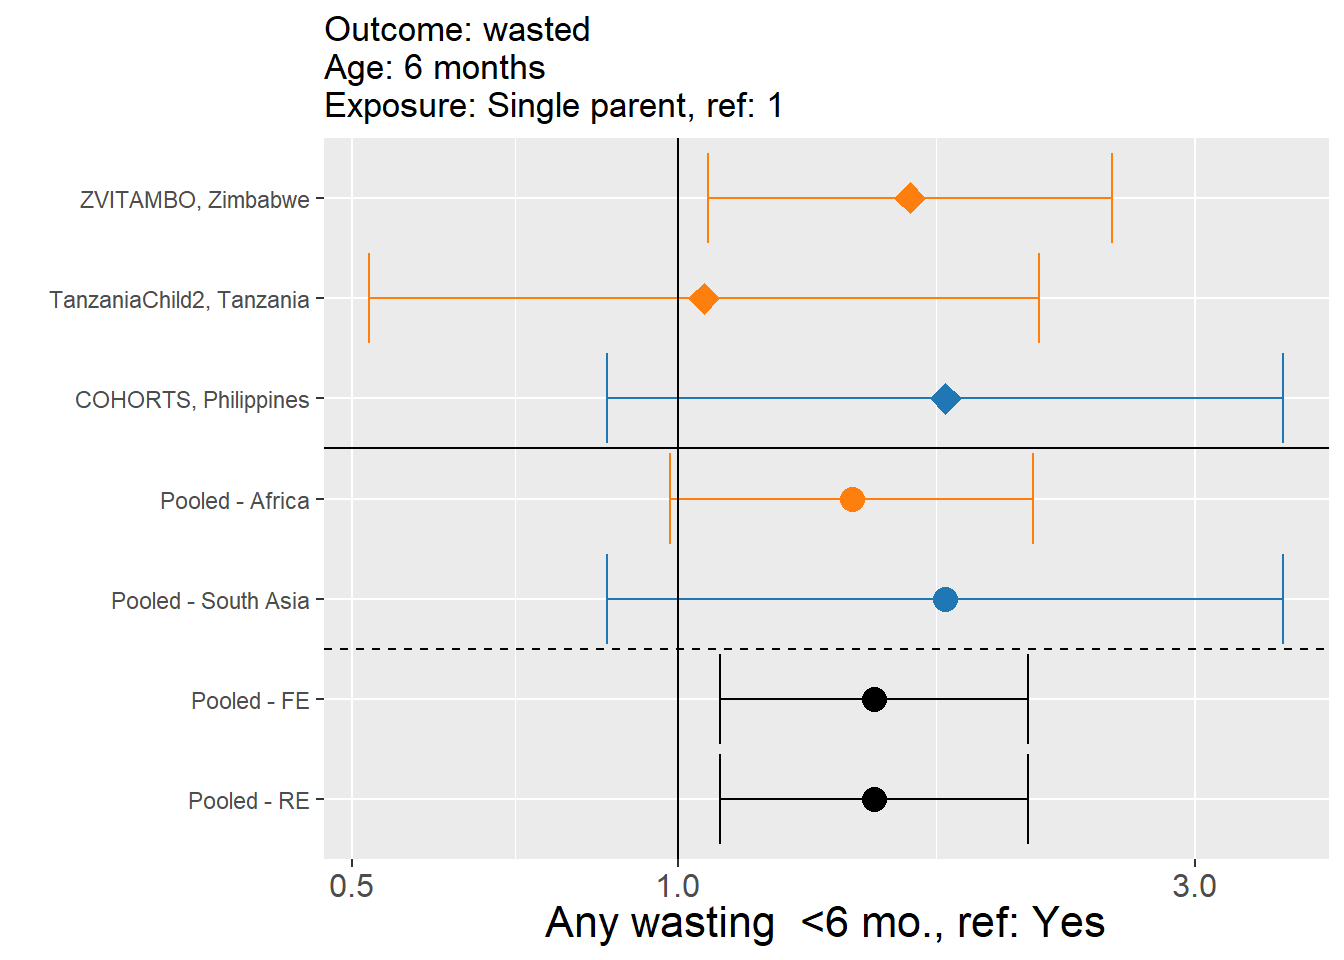 Outcome: wasted
Age: 6 months
Exposure: Single parent, ref: 1
ZVITAMBO, Zimbabwe
TanzaniaChild2, Tanzania
COHORTS, Philippines
Pooled - Africa
Pooled - South Asia
Pooled - FE
Pooled - RE
0.5 1.0 3.0
Any wasting  <6 mo., ref: Yes